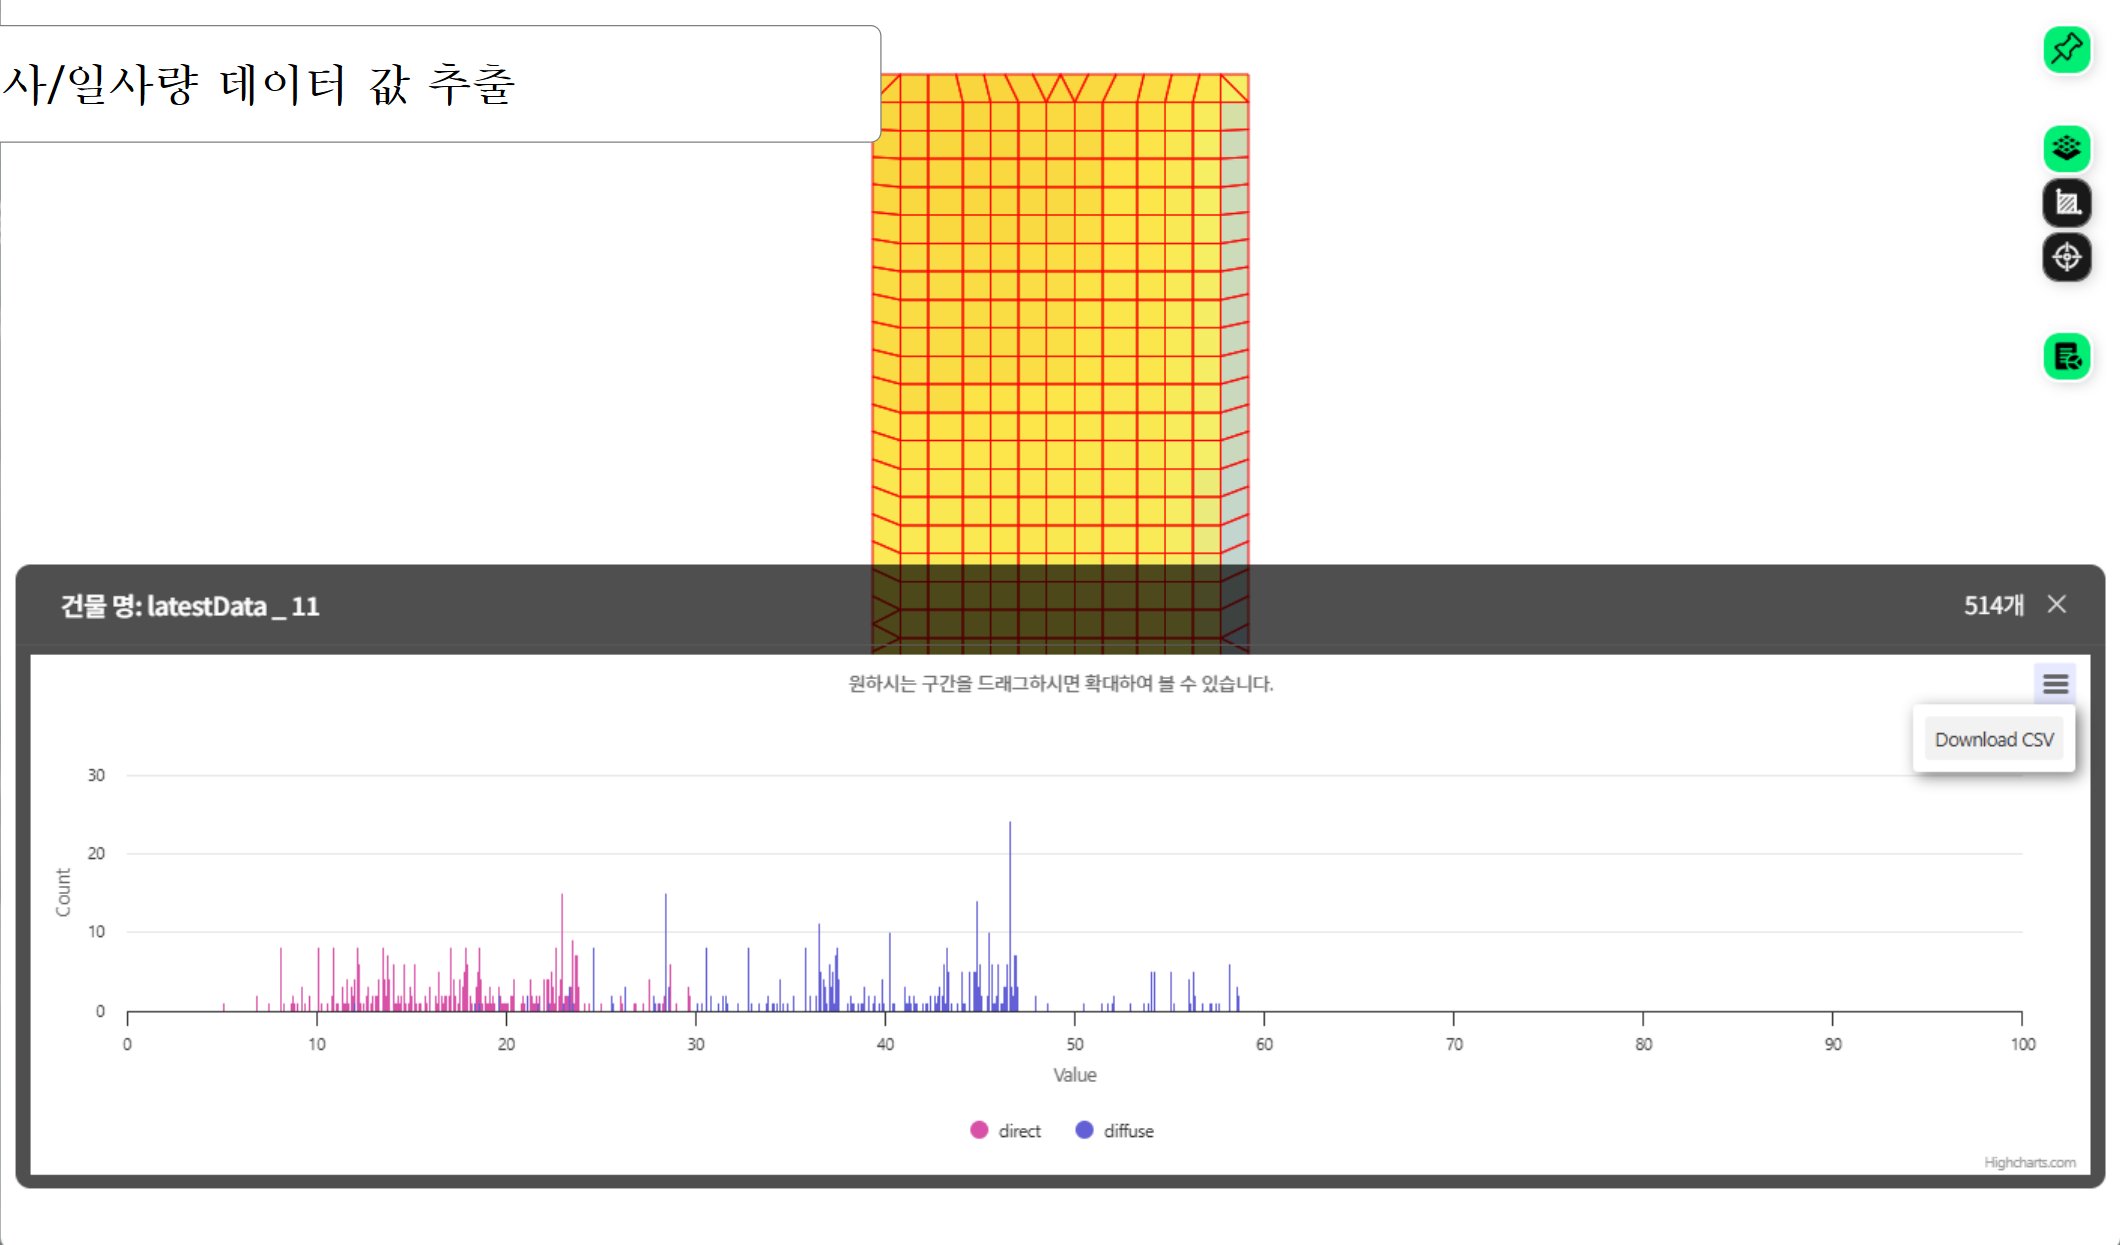 사/일사량 데이터 값 추출
건물 명: latestData _ 11
514개
원하시는 구간을 드래그하시면 확대하여 볼 수 있습니다.
Download CSV
30
20
10
0
Count
0 10 20 30 40 50 60 70 80 90 100
Value
direct diffuse
Highcharts.com